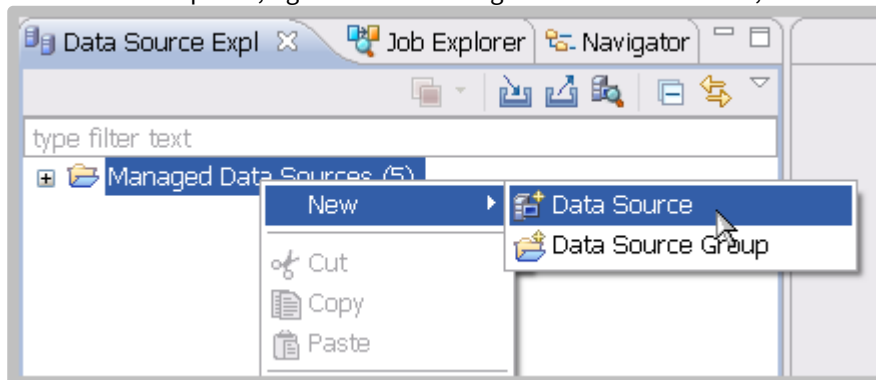 Data Source Expl Job Explorer Navigator
type filter text
Managed Data Sources (5)
New Data Source
Data Source Group
Cut
Copy
Paste